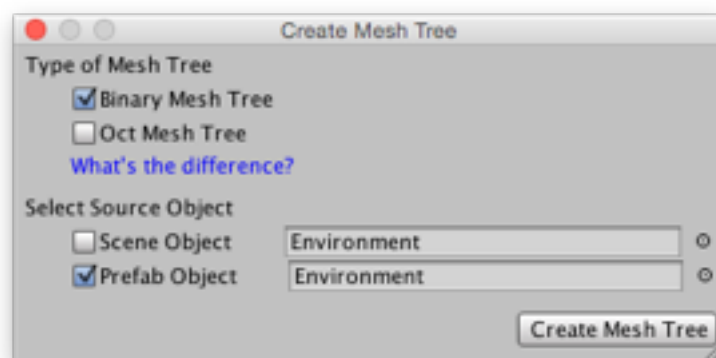 Create Mesh Tree
Type of Mesh Tree
Binary Mesh Tree
Oct Mesh Tree
What's the difference?
Select Source Object
Scene Object Environment
Prefab Object Environment
Create Mesh Tree